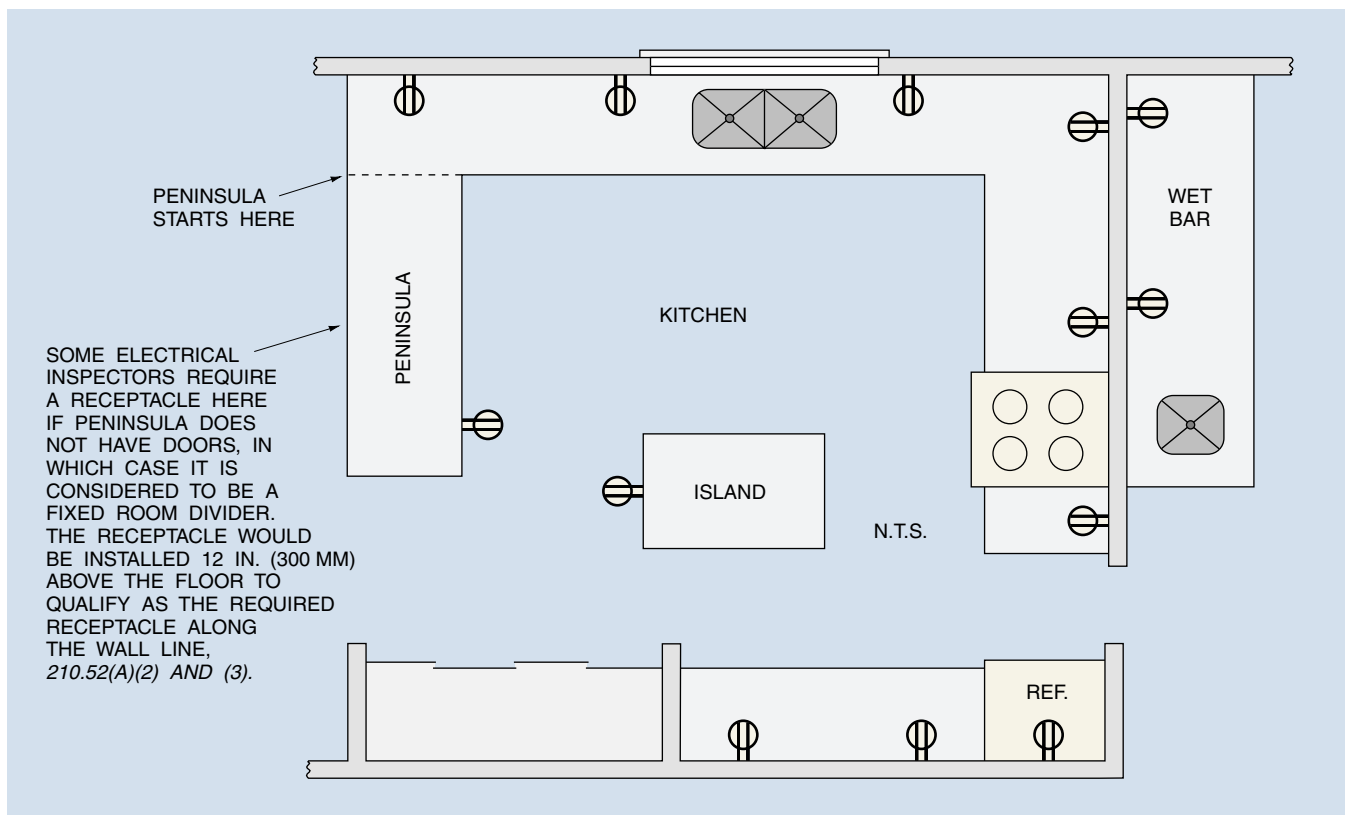 PENINSULA
STARTS HERE
WET
BAR
PENINSULA
KITCHEN
SOME ELECTRICAL
INSPECTORS REQUIRE
A RECEPTACLE HERE
IF PENINSULA DOES
NOT HAVE DOORS, IN
WHICH CASE IT IS
CONSIDERED TO BE A
FIXED ROOM DIVIDER.
THE RECEPTACLE WOULD
BE INSTALLED 12 IN. (300 MM)
ABOVE THE FLOOR TO
QUALIFY AS THE REQUIRED
RECEPTACLE ALONG
THE WALL LINE,
210.52(A)(2) AND (3).
ISLAND
N.T.S.
REF.